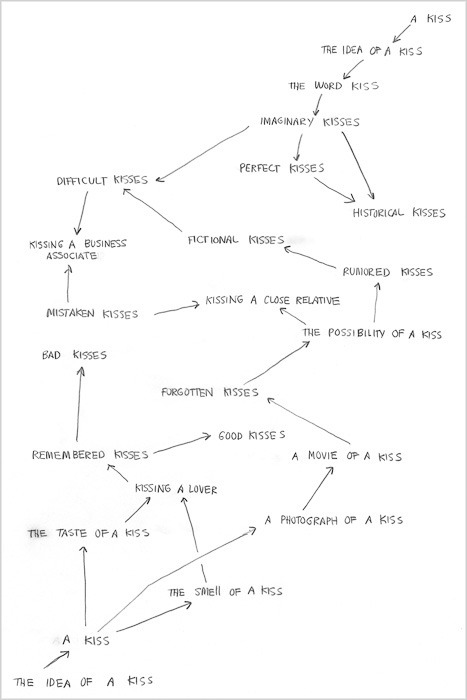 A KISS
THE IDEA OF A KISS
THE WORD KISS
IMAGINARY KISSES
PERFECT KISSES
DIFFICULT KISSES
HISTORICAL KISSES
FICTIONAL KISSES
KISSING A BUSINESS
ASSOCIATE
RUMORED KISSES
KISSING A CLOSE RELATIVE
MISTAKEN KISSES
THE POSSIBILITY OF A KISS
BAD KISSES
FORGOTTEN KISSES
GOOD KISSES
REMEMBERED KISSES
A MOVIE OF A KISS
KISSING A LOVER
A PHOTOGRAPH OF A KISS
THE TASTE OF A KISS
THE SMELL OF A KISS
A KISS
THE IDEA OF A KISS